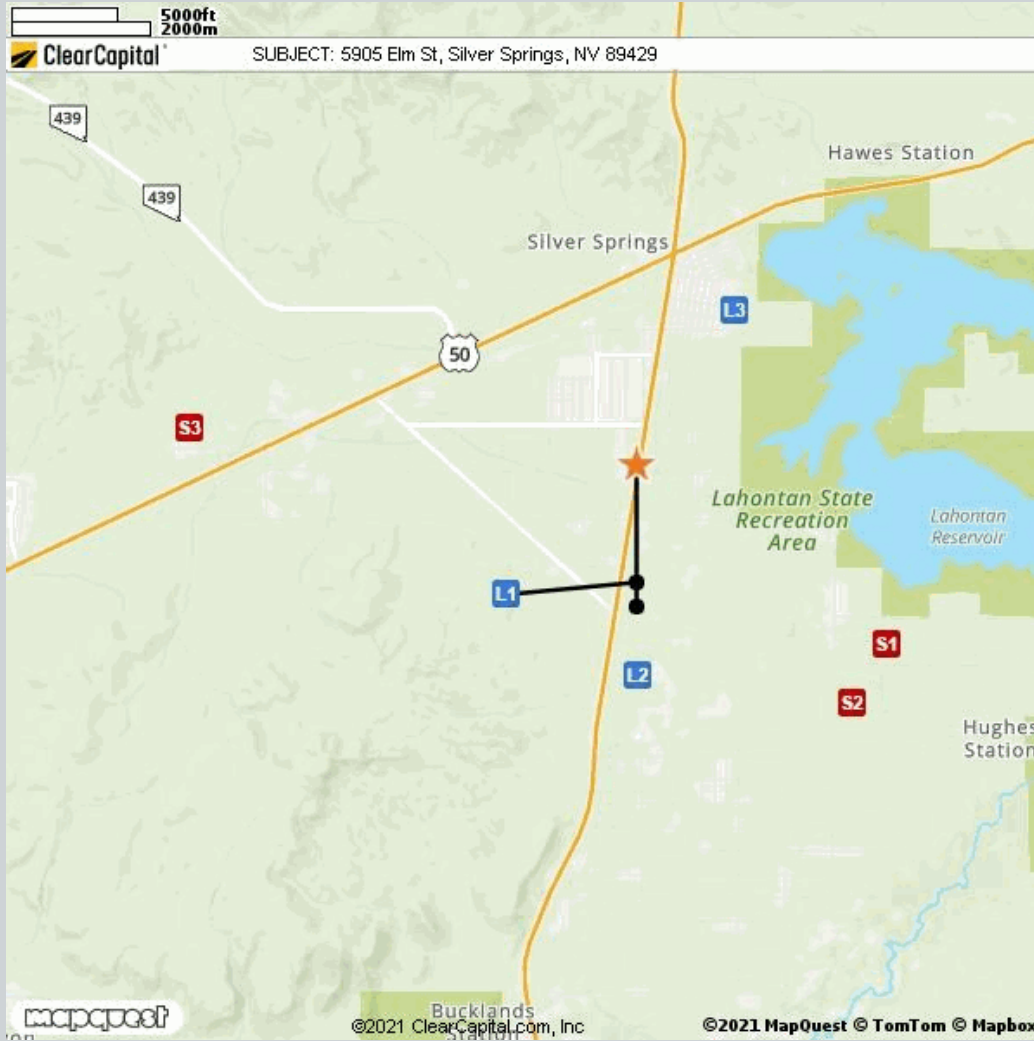 5000ft
2000m
ClearCapital
SUBJECT: 5905 Elm St, Silver Springs, NV 89429
439
439
Hawes Station
Silver Springs
L3
50
S3
Lahontan State
Recreation
Area
Lahontan
Reservoir
L1
S1
L2
S2
Hughes
Station
mapquest
Bucklands
Station
©2021 ClearCapital.com, Inc
©2021 MapQuest © TomTom © Mapbox